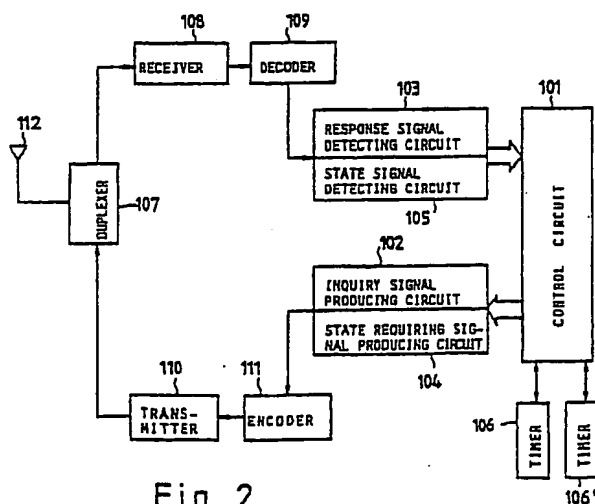 108
109
RECEIVER
DECODER
103
101
112
RESPONSE SIGNAL
DETECTING CIRCUIT
STATE SIGNAL
DETECTING CIRCUIT
105
DUPLEXER
107
CONTROL CIRCUIT
102
INQUIRY SIGNAL
PRODUCING CIRCUIT
STATE REQUIRING SIG-
NAL PRODUCING CIRCUIT
104
110
111
TRANS-
MITTER
ENCODER
106
TIMER
TIMER
106'
Fig. 2